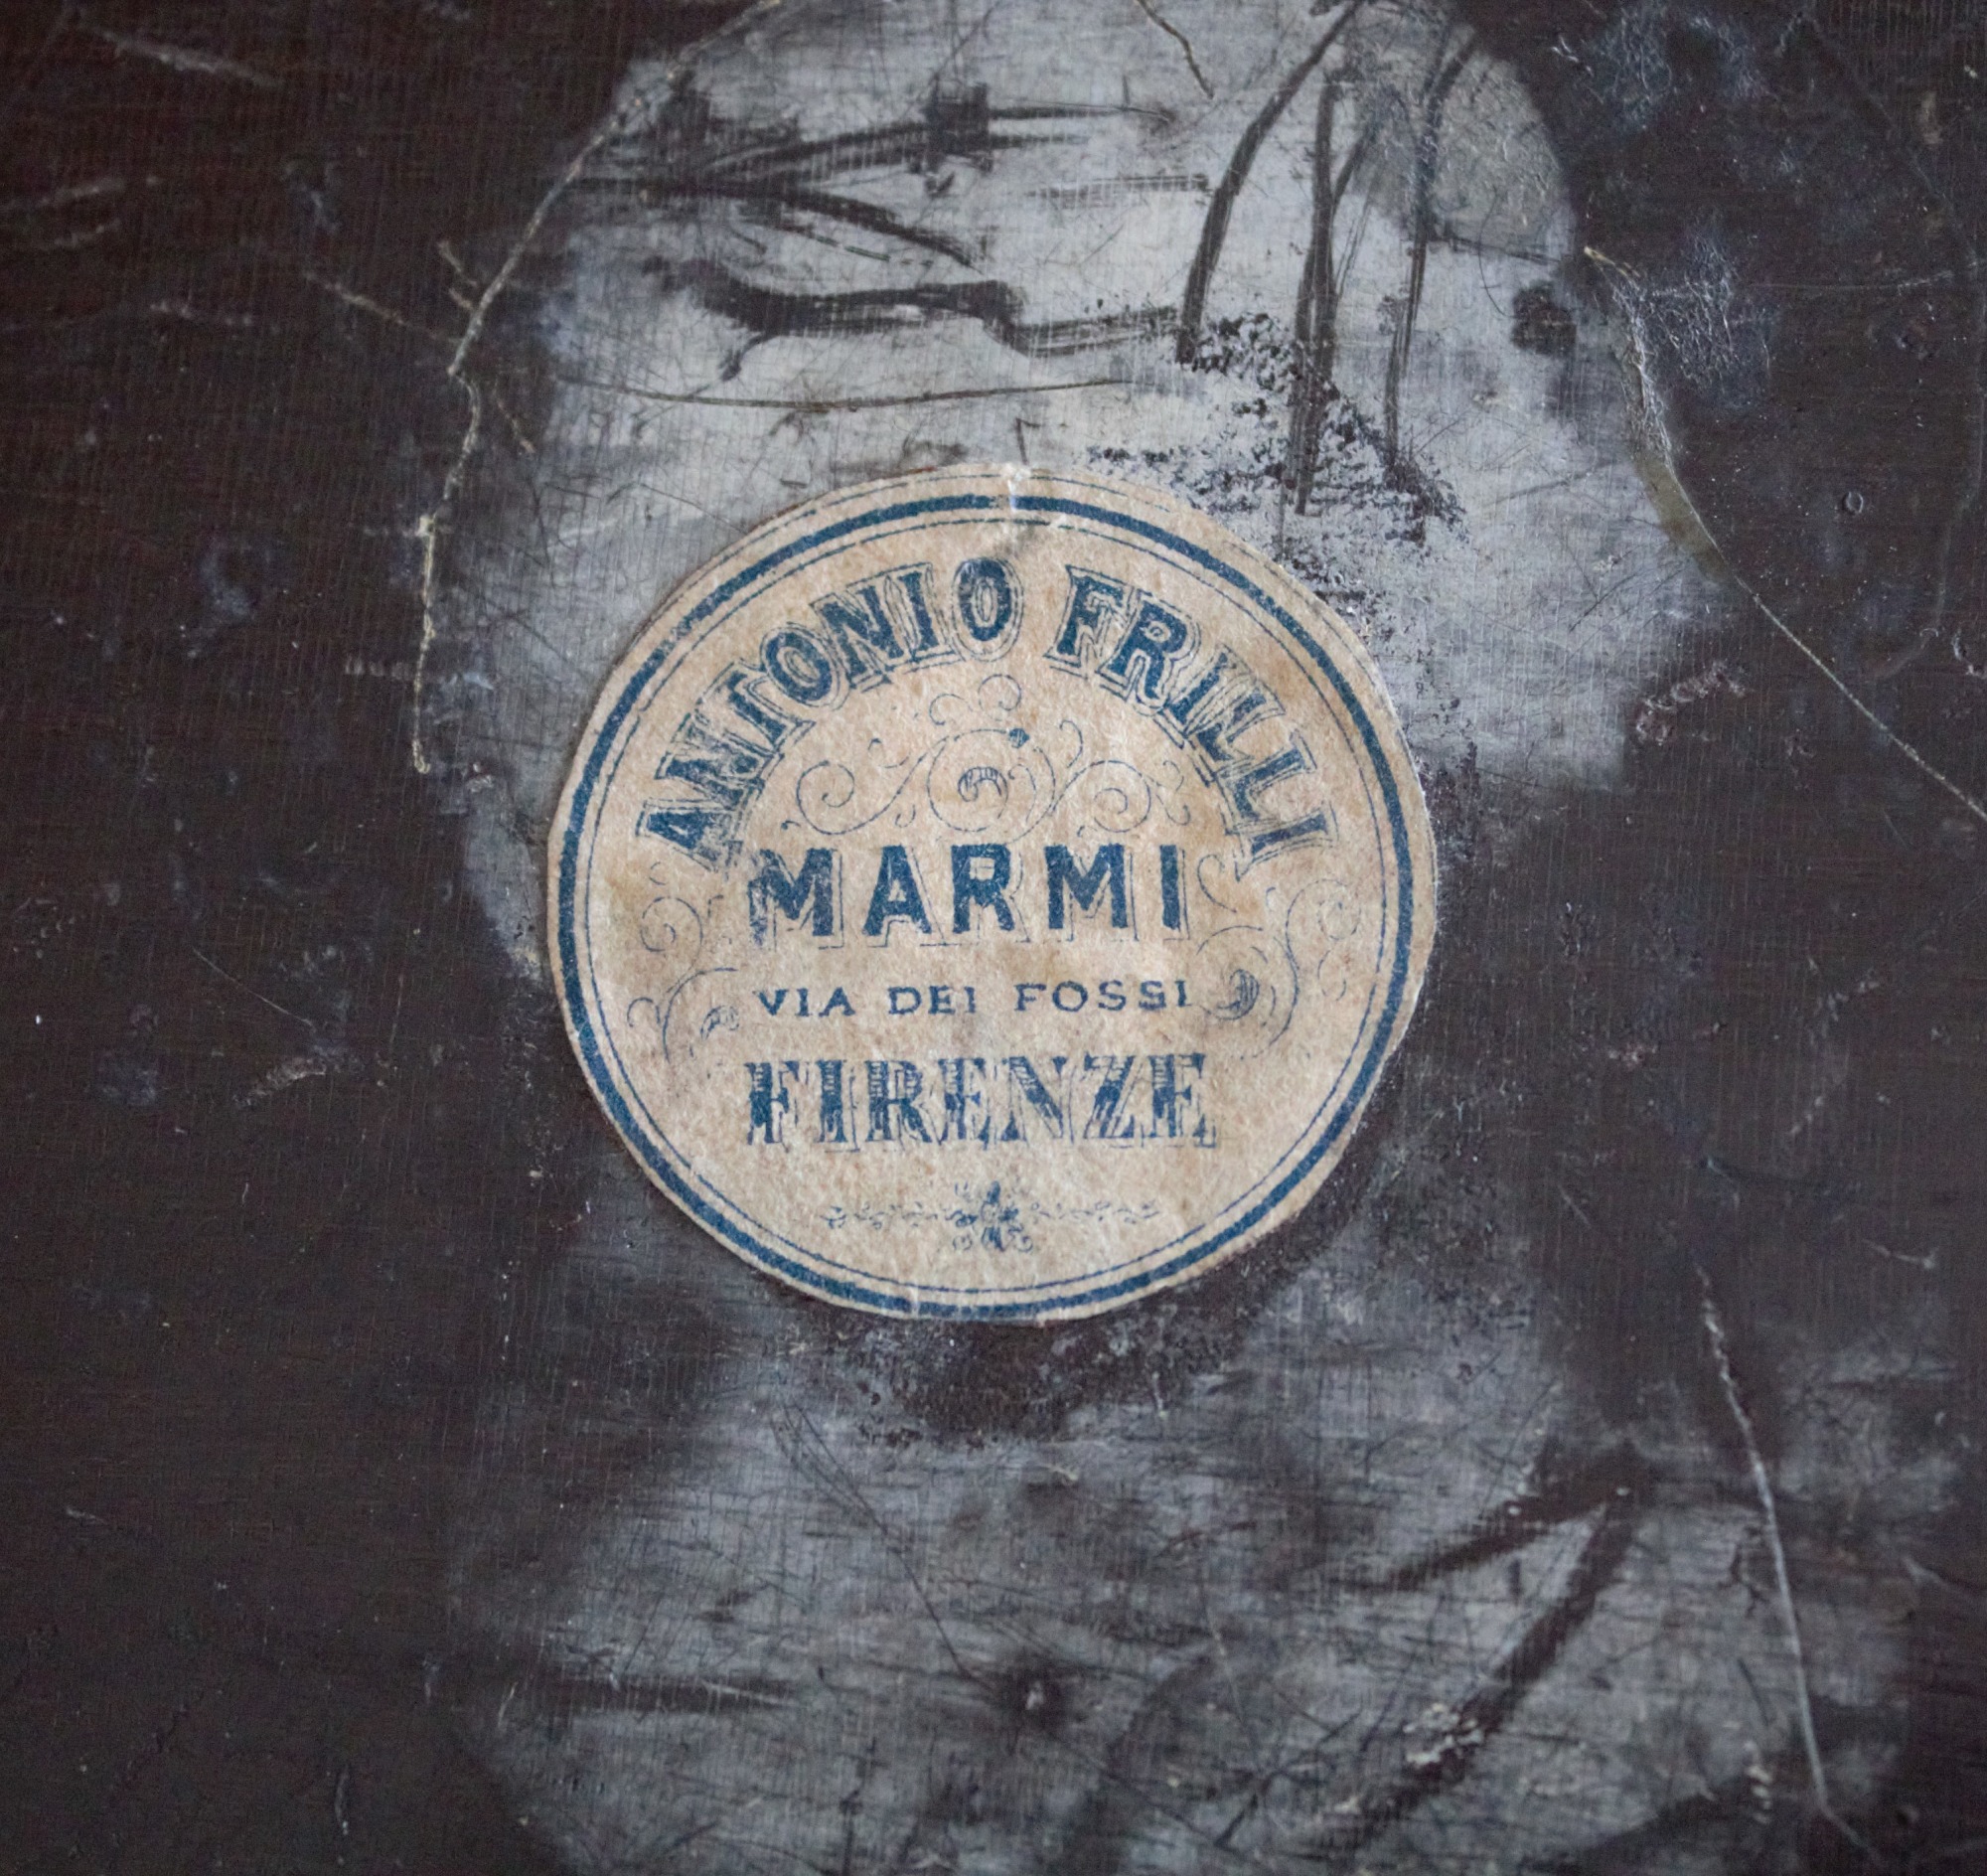 ANTONIO FRILLI
MARMI
VIA DEI FOSSI
FIRENZE